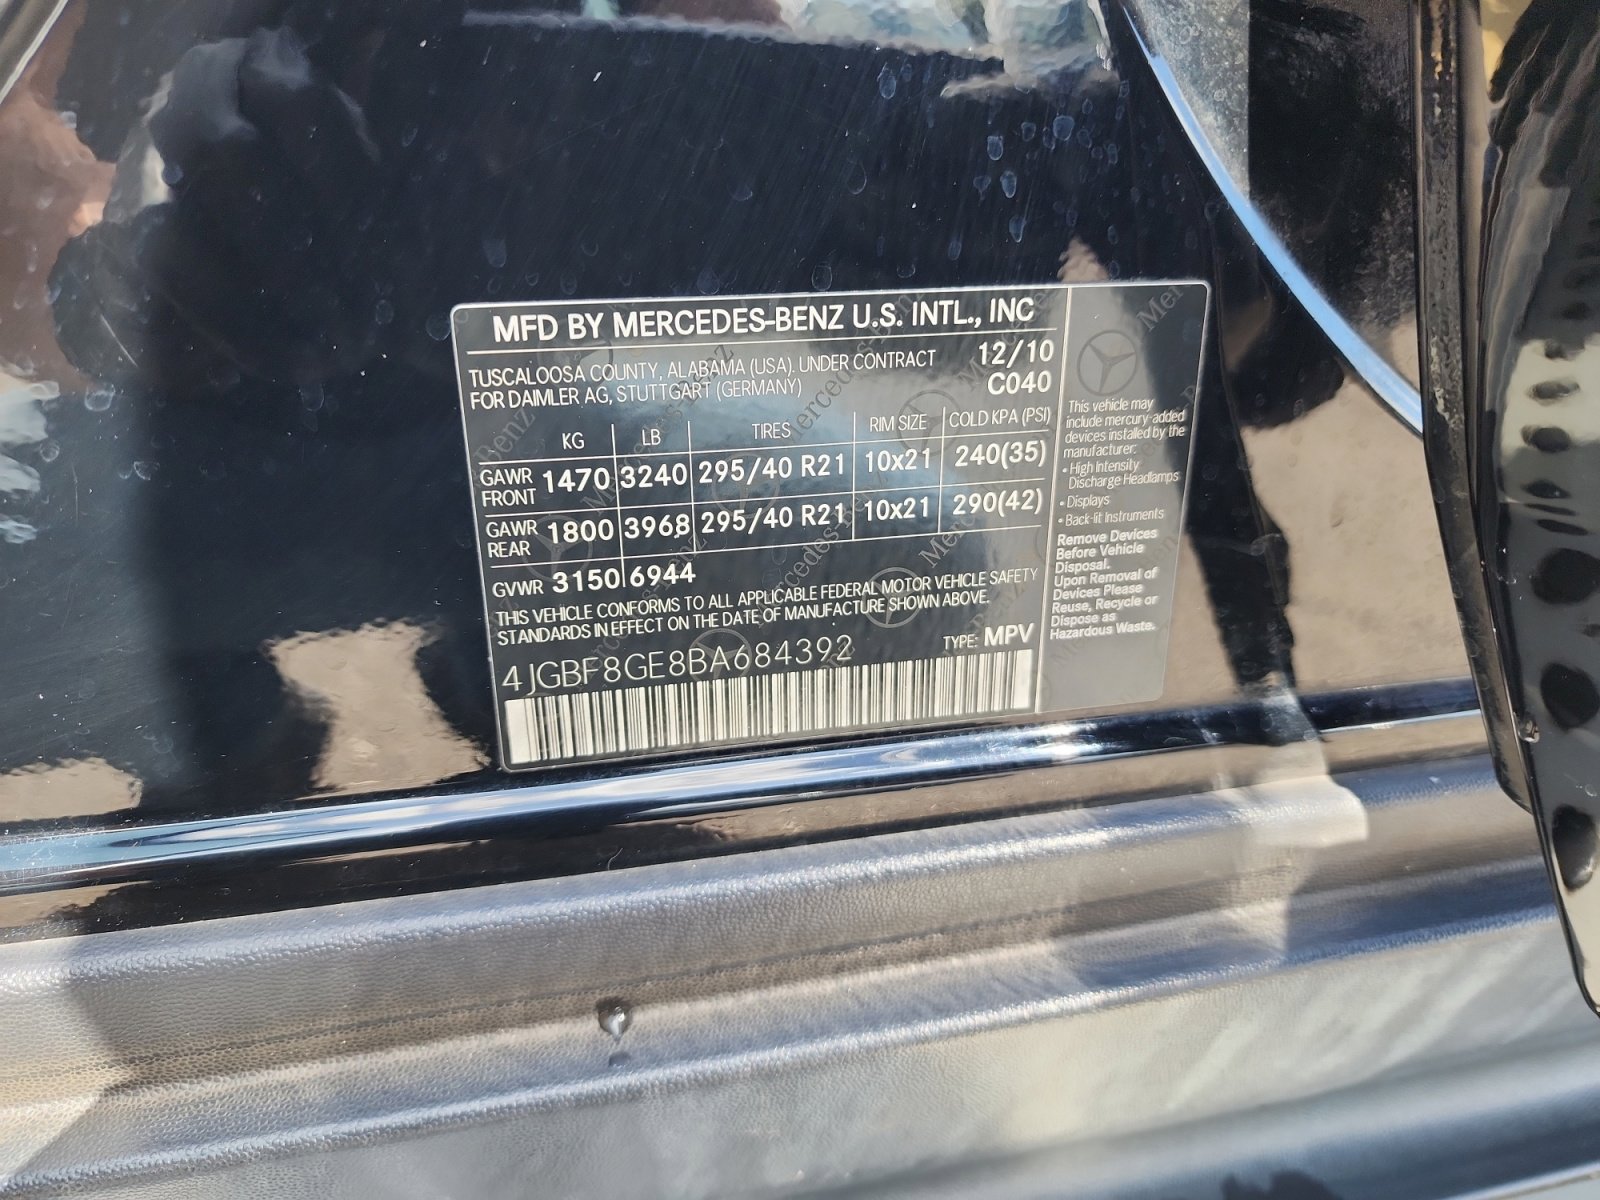 MFD BY MERCEDES-BENZ U.S. INTL., INC
TUSCALOOSA COUNTY, ALABAMA (USA). UNDER CONTRACT 12/10
FOR DAIMLER AG, STUTTGART (GERMANY) C040
KG LB TIRES RIM SIZE COLD KPA (PSI)
GAWR FRONT 1470 3240 295/40 R21 10x21 240(35)
GAWR REAR 1800 3968 295/40 R21 10x21 290(42)
GVWR 3150 6944
THIS VEHICLE CONFORMS TO ALL APPLICABLE FEDERAL MOTOR VEHICLE SAFETY
STANDARDS IN EFFECT ON THE DATE OF MANUFACTURE SHOWN ABOVE.
4JGBF8GE8BA684392 TYPE: MPV
This vehicle may
include mercury-added
devices installed by the
manufacturer:
• High Intensity
Discharge Headlamps
• Displays
• Back-lit Instruments
Remove Devices
Before Vehicle
Disposal.
Upon Removal of
Devices Please
Reuse, Recycle or
Dispose as
Hazardous Waste.